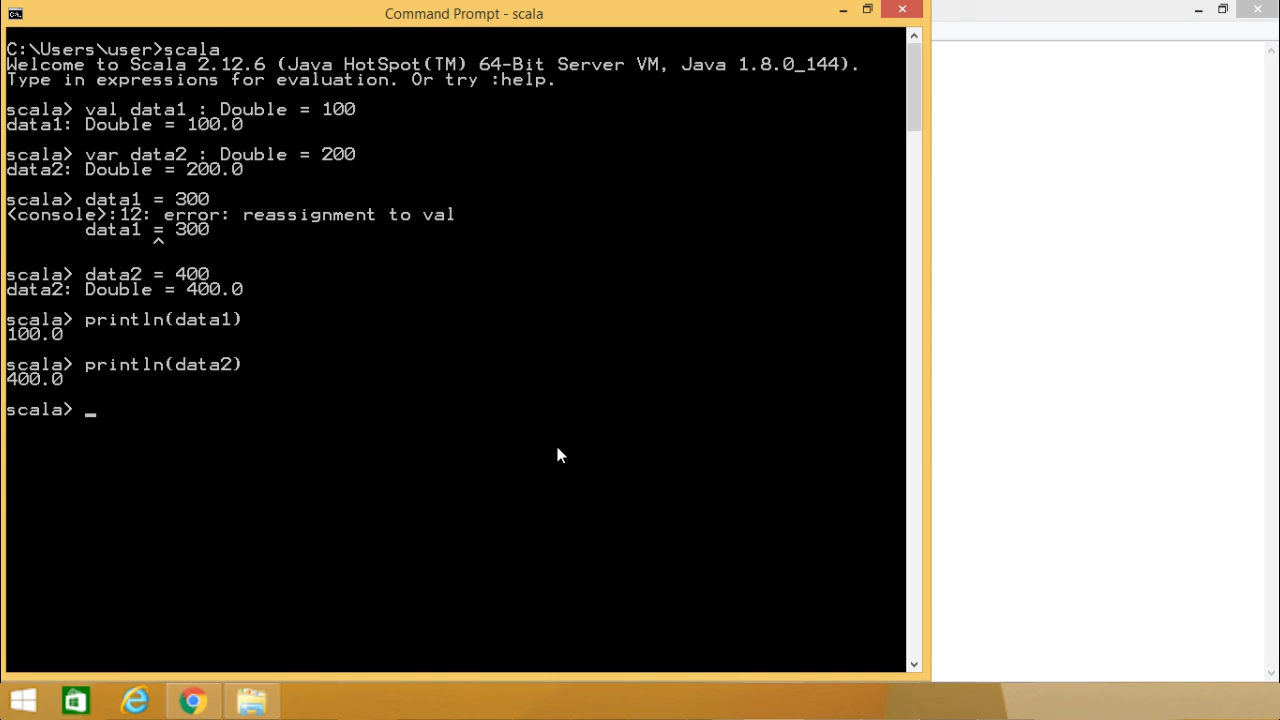 Command Prompt - scala
C:\Users\user>scala
Welcome to Scala 2.12.6 (Java HotSpot(TM) 64-Bit Server VM, Java 1.8.0_144).
Type in expressions for evaluation. Or try :help.
scala> val data1 : Double = 100
data1: Double = 100.0
scala> var data2 : Double = 200
data2: Double = 200.0
scala> data1 = 300
<console>:12: error: reassignment to val
       data1 = 300
             ^
scala> data2 = 400
data2: Double = 400.0
scala> println(data1)
100.0
scala> println(data2)
400.0
scala> _